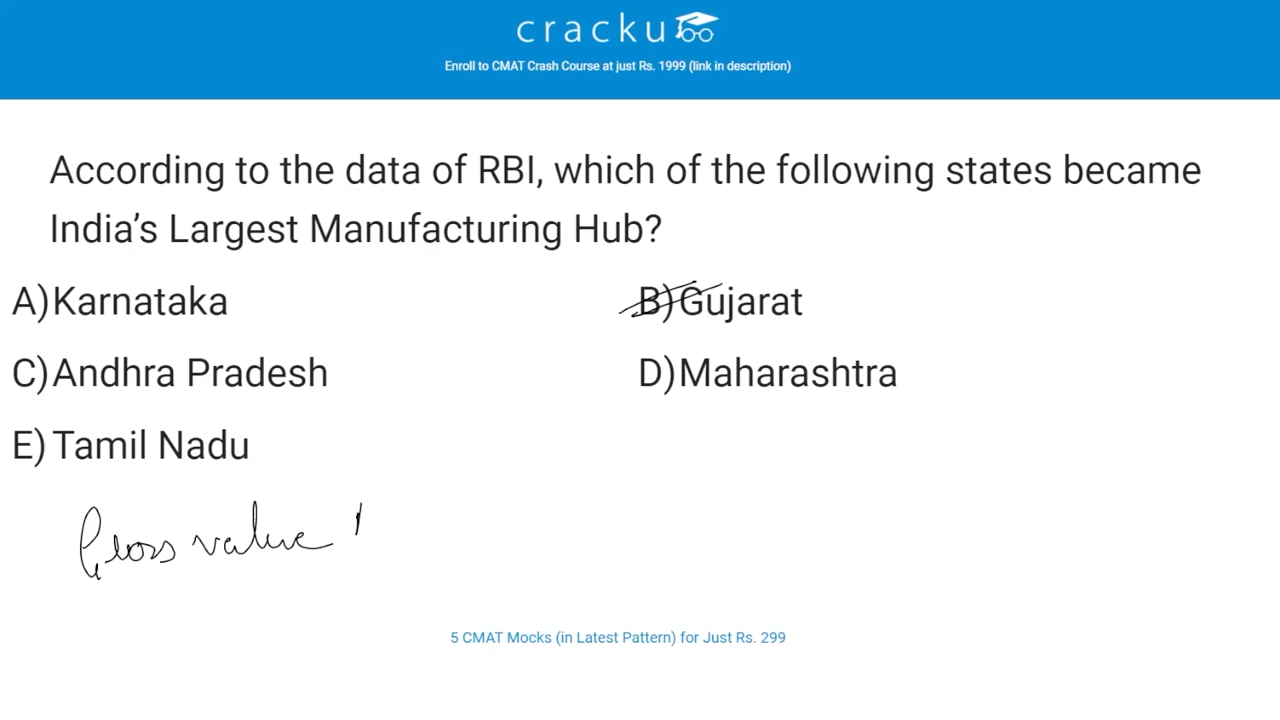 cracku
Enroll to CMAT Crash Course at just Rs. 1999 (link in description)
According to the data of RBI, which of the following states became
India’s Largest Manufacturing Hub?
A) Karnataka B) Gujarat
C) Andhra Pradesh D) Maharashtra
E) Tamil Nadu
Gross value
5 CMAT Mocks (in Latest Pattern) for Just Rs. 299